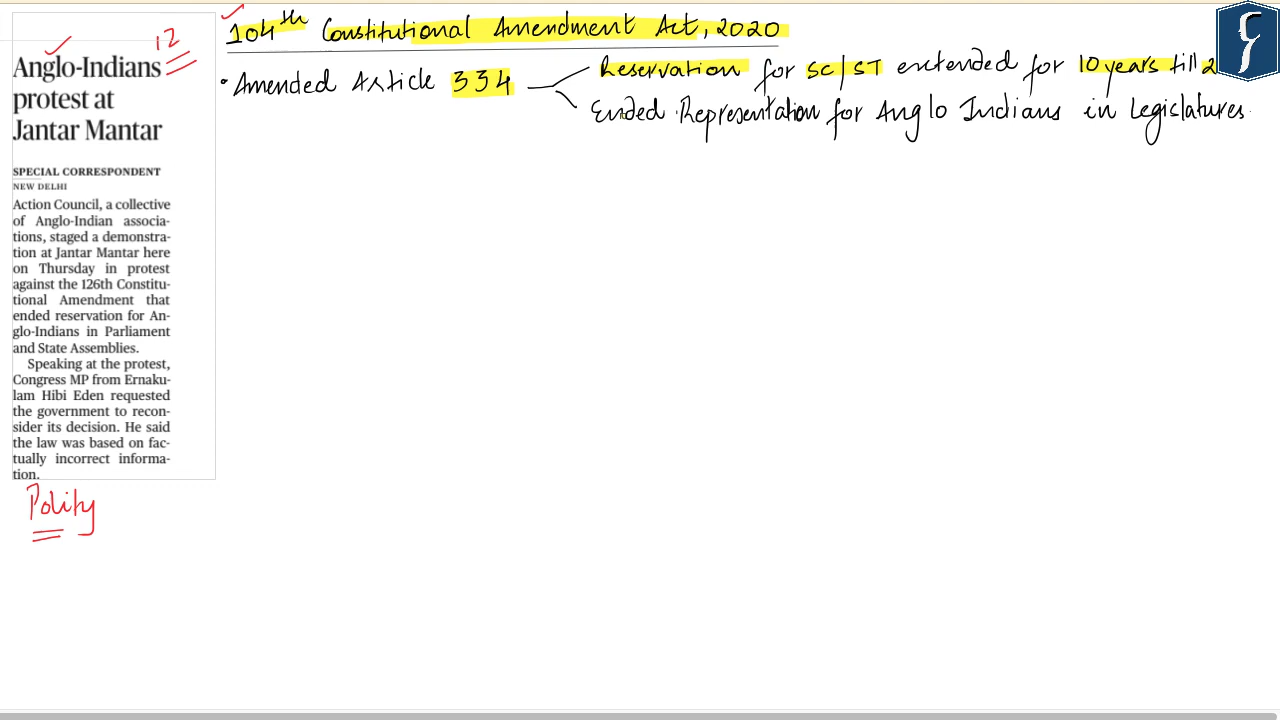 Anglo-Indians 12
protest at
Jantar Mantar
SPECIAL CORRESPONDENT
NEW DELHI
Action Council, a collective
of Anglo-Indian associa-
tions, staged a demonstra-
tion at Jantar Mantar here
on Thursday in protest
against the 126th Constitu-
tional Amendment that
ended reservation for An-
glo-Indians in Parliament
and State Assemblies.
Speaking at the protest,
Congress MP from Ernaku-
lam Hibi Eden requested
the government to recon-
sider its decision. He said
the law was based on fac-
tually incorrect informa-
tion.
Polity
104th Constitutional Amendment Act, 2020
• Amended Article 334
Reservation for SC/ST extended for 10 years till 2
Ended Representation for Anglo Indians in Legislatures.